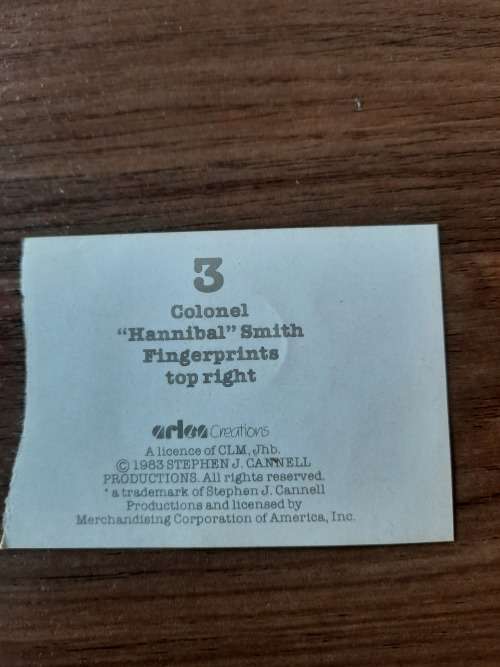 3
Colonel
"Hannibal" Smith
Fingerprints
top right
arlea Creations
A licence of CLM, Jhb.
© 1983 STEPHEN J. CANNELL
PRODUCTIONS. All rights reserved.
* a trademark of Stephen J. Cannell
Productions and licensed by
Merchandising Corporation of America, Inc.